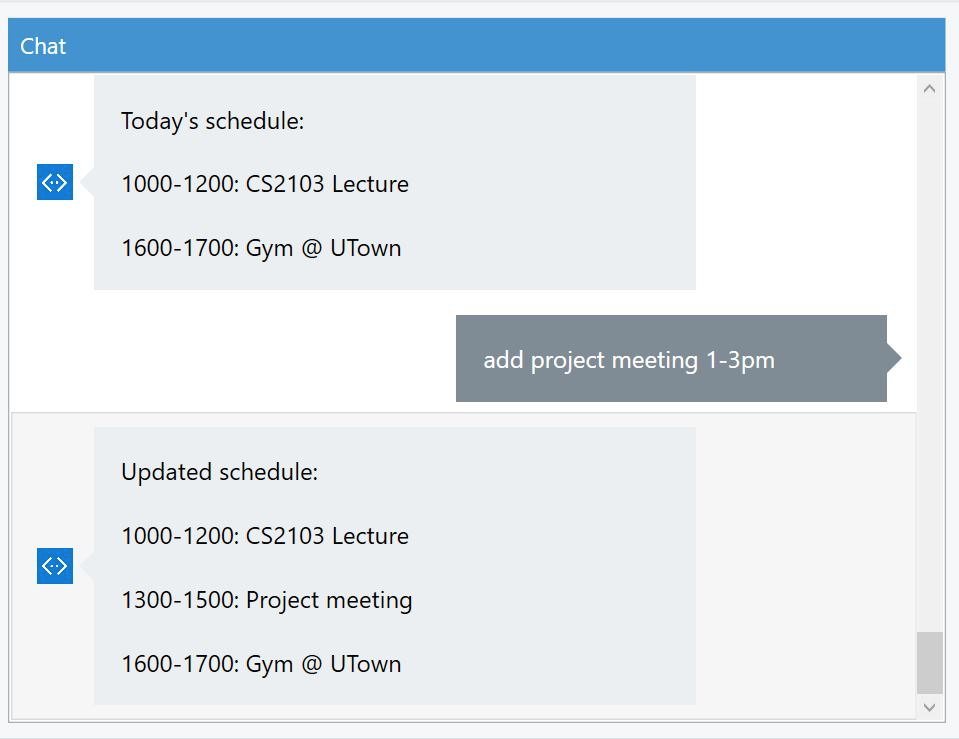 Chat
Today's schedule:
1000-1200: CS2103 Lecture
1600-1700: Gym @ UTown
add project meeting 1-3pm
Updated schedule:
1000-1200: CS2103 Lecture
1300-1500: Project meeting
1600-1700: Gym @ UTown